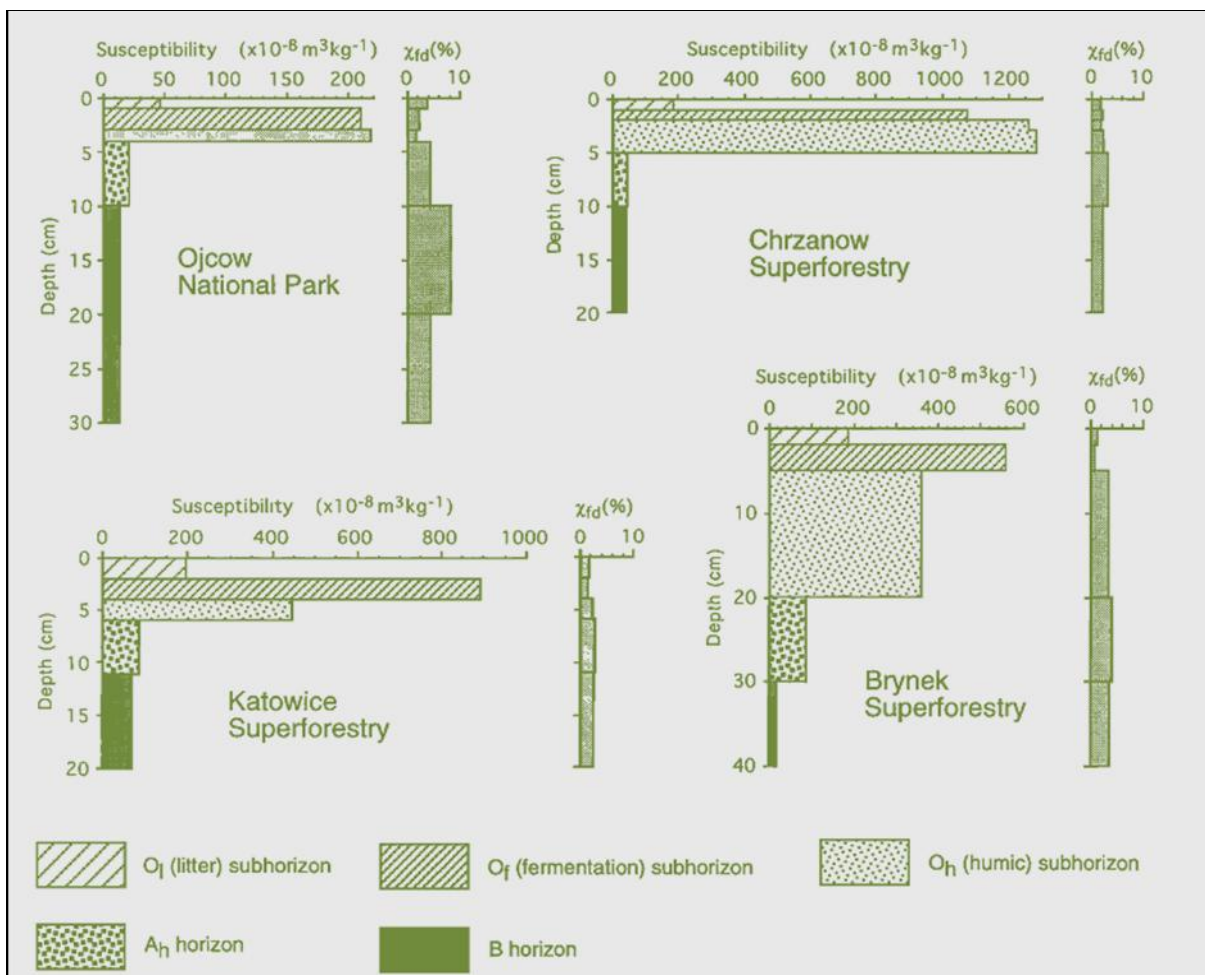 Susceptibility (x10⁻⁸ m³kg⁻¹) χfd(%)
0 50 100 150 200 0 10
0
5
10
15
20
25
30
Depth (cm)
Ojcow
National Park
Susceptibility (x10⁻⁸ m³kg⁻¹) χfd(%)
0 200 400 600 800 1000 1200 0 10
0
5
10
15
20
Depth (cm)
Chrzanow
Superforestry
Susceptibility (x10⁻⁸ m³kg⁻¹) χfd(%)
0 200 400 600 800 1000 0 10
0
5
10
15
20
Depth (cm)
Katowice
Superforestry
Susceptibility (x10⁻⁸ m³kg⁻¹) χfd(%)
0 200 400 600 0 10
0
10
20
30
40
Depth (cm)
Brynek
Superforestry
Ol (litter) subhorizon
Of (fermentation) subhorizon
Oh (humic) subhorizon
Ah horizon
B horizon